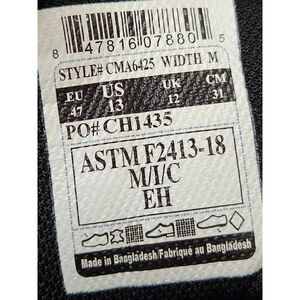 8 47816 07880 5
STYLE# CMA6425 WIDTH M
EU US UK CM
47 13 12 31
PO# CH1435
ASTM F2413-18
M/I/C
EH
Made in Bangladesh/Fabriqué au Bangladesh